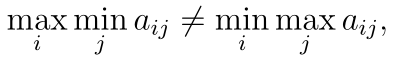 \max_i \min_j a_{ij} \neq \min_i \max_j a_{ij},